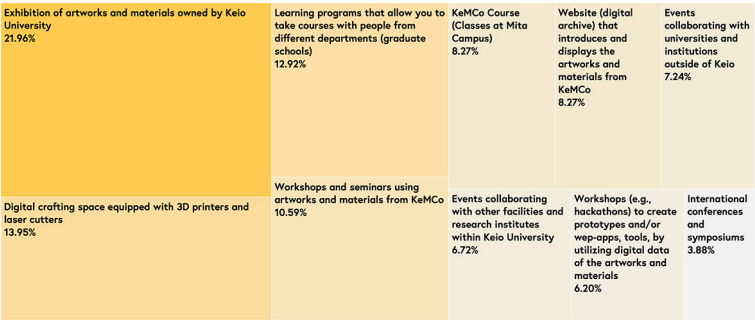 Exhibition of artworks and materials owned by Keio
University
21.96%
Digital crafting space equipped with 3D printers and
laser cutters
13.95%
Learning programs that allow you to
take courses with people from
different departments (graduate
schools)
12.92%
Workshops and seminars using
artworks and materials from KeMCo
10.59%
KeMCo Course
(Classes at Mita
Campus)
8.27%
Website (digital
archive) that
introduces and
displays the
artworks and
materials from
KeMCo
8.27%
Events
collaborating with
universities and
institutions
outside of Keio
7.24%
Events collaborating
with other facilities and
research institutes
within Keio University
6.72%
Workshops (e.g.,
hackathons) to create
prototypes and/or
wep-apps, tools, by
utilizing digital data
of the artworks and
materials
6.20%
International
conferences
and
symposiums
3.88%